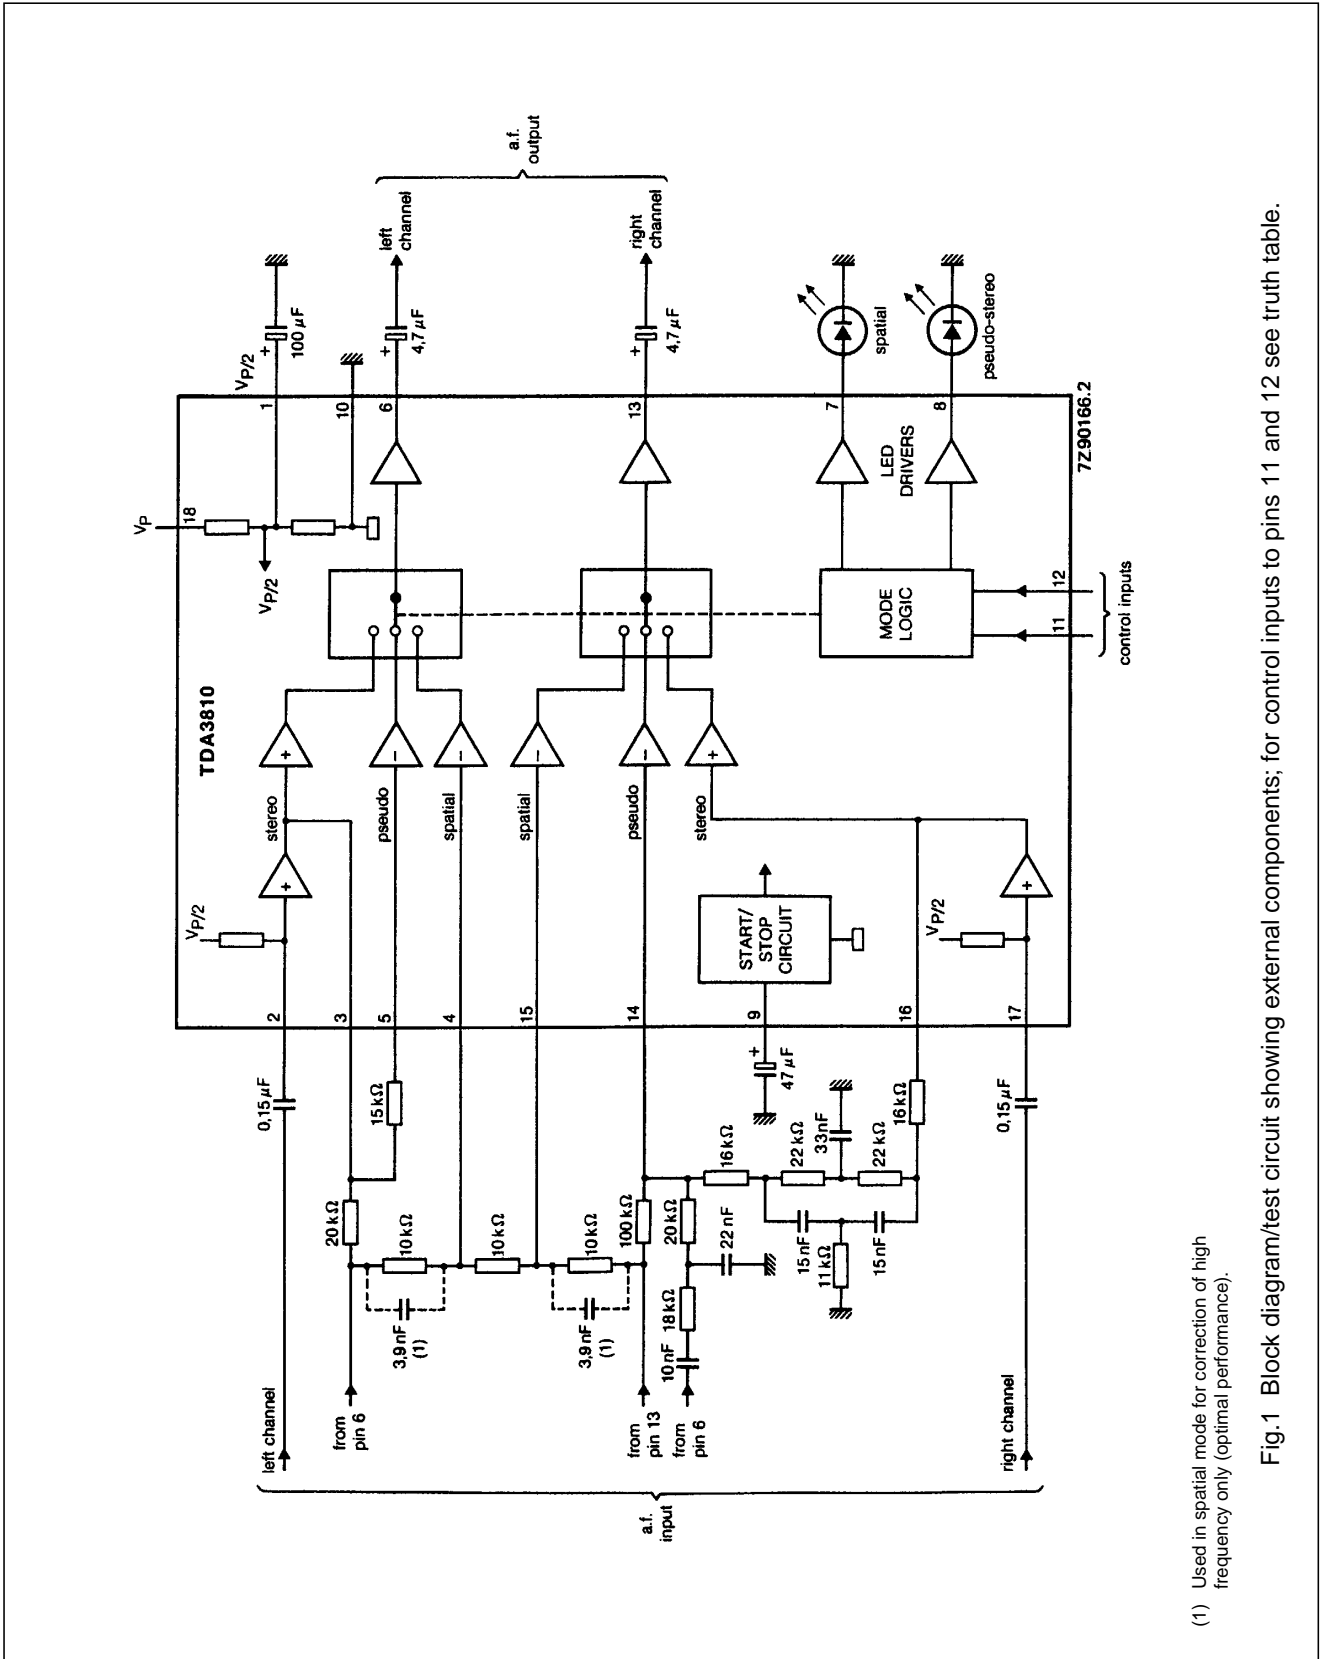 a.f.
output
left
channel
right
channel
VP/2
+
100 µF
+
4,7 µF
+
4,7 µF
spatial
pseudo-stereo
1
10
6
13
7
8
7Z90166.2
VP
18
VP/2
LED
DRIVERS
MODE
LOGIC
12
11
control inputs
TDA3810
stereo
+
pseudo
−
spatial
−
spatial
−
pseudo
−
stereo
+
VP/2
+
START/
STOP
CIRCUIT
VP/2
+
2
3
5
4
15
14
9
16
17
0,15 µF
15 kΩ
+
47 µF
16 kΩ
0,15 µF
20 kΩ
10 kΩ
10 kΩ
10 kΩ
100 kΩ
20 kΩ
22 nF
16 kΩ
22 kΩ
33 nF
22 kΩ
3,9 nF
(1)
3,9 nF
(1)
10 nF
18 kΩ
15 nF
11 kΩ
15 nF
left channel
from
pin 6
from
pin 13
from
pin 6
right channel
a.f.
input
(1) Used in spatial mode for correction of high
frequency only (optimal performance).
Fig.1 Block diagram/test circuit showing external components; for control inputs to pins 11 and 12 see truth table.